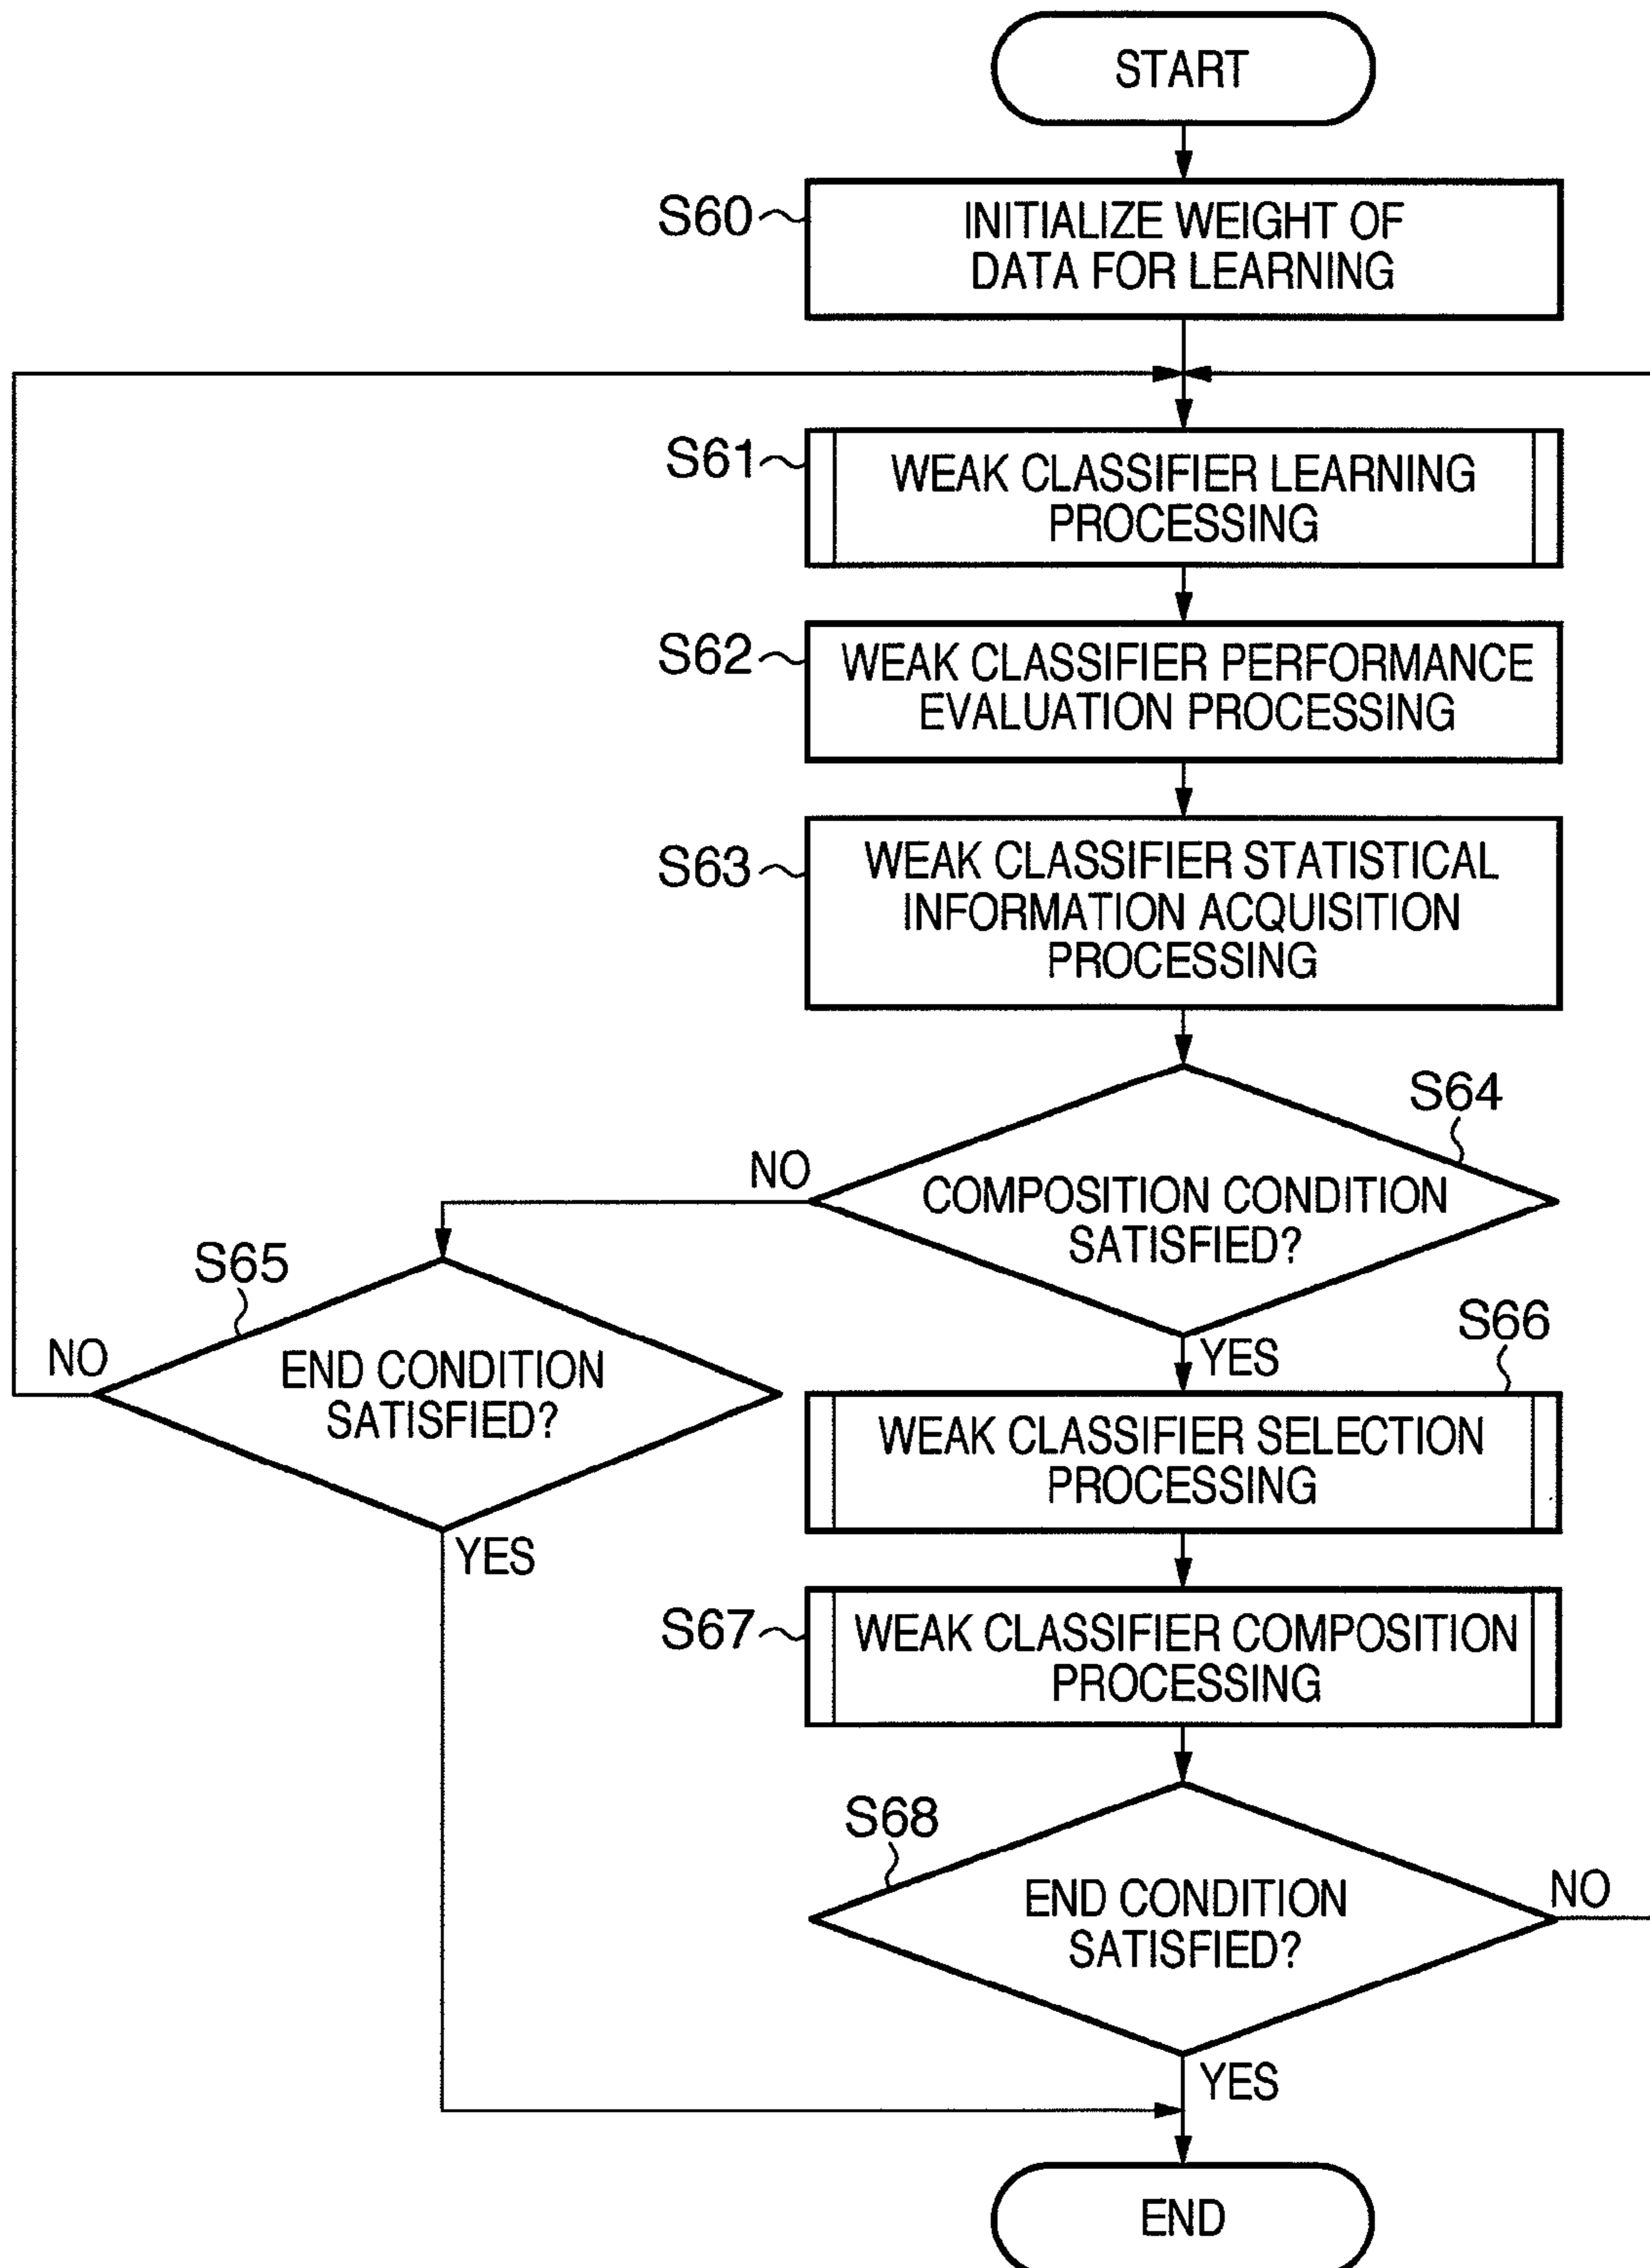 START
S60
INITIALIZE WEIGHT OF
DATA FOR LEARNING
S61
WEAK CLASSIFIER LEARNING
PROCESSING
S62
WEAK CLASSIFIER PERFORMANCE
EVALUATION PROCESSING
S63
WEAK CLASSIFIER STATISTICAL
INFORMATION ACQUISITION
PROCESSING
S64
NO
COMPOSITION CONDITION
SATISFIED?
YES
S65
NO
END CONDITION
SATISFIED?
YES
S66
WEAK CLASSIFIER SELECTION
PROCESSING
S67
WEAK CLASSIFIER COMPOSITION
PROCESSING
S68
END CONDITION
SATISFIED?
NO
YES
END